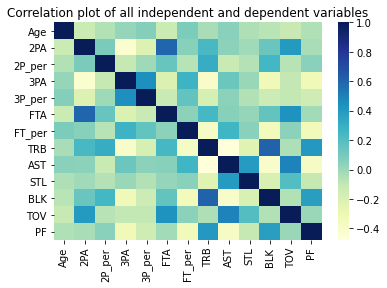 Correlation plot of all independent and dependent variables
Age
2PA
2P_per
3PA
3P_per
FTA
FT_per
TRB
AST
STL
BLK
TOV
PF
Age
2PA
2P_per
3PA
3P_per
FTA
FT_per
TRB
AST
STL
BLK
TOV
PF
1.0
0.8
0.6
0.4
0.2
0.0
−0.2
−0.4